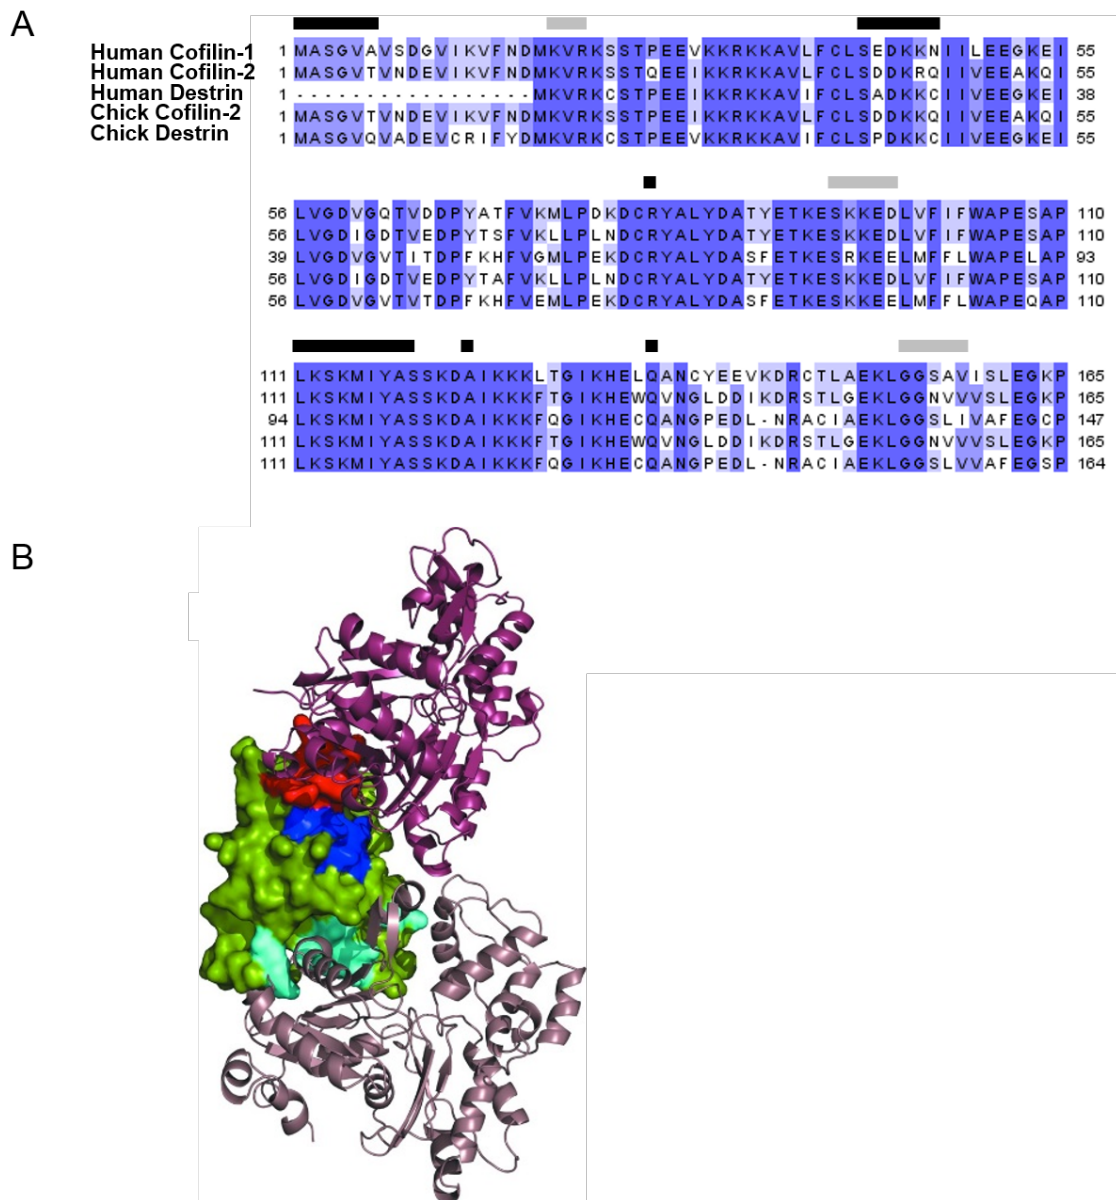 A
Human Cofilin-1 1 MASGVAVSDGVIKVFNDMKVRKSSTPEEVKKRKKAVLFCLSEDKKNIILEEGKEI 55
Human Cofilin-2 1 MASGVTVNDEVIKVFNDMKVRKSSTQEEIKKRKKAVLFCLSDDKRQIIVEEAKQI 55
Human Destrin 1 -----------------MKVRKCSTPEEIKKRKKAVIFCLSADKKCIIVEEGKEI 38
Chick Cofilin-2 1 MASGVTVNDEVIKVFNDMKVRKSSTQEEIKKRKKAVLFCLSDDKKQIIVEEAKQI 55
Chick Destrin 1 MASGVQVADEVCRIFYDMKVRKCSTPEEVKKRKKAVIFCLSPDKKCIIVEEGKEI 55
56 LVGDVGQTVDDPYATFVKMLPDKDCRYALYDATYETKESKKEDLVFIFWAPESAP 110
56 LVGDIGDTVEDPYTSFVKLLPLNDCRYALYDATYETKESKKEDLVFIFWAPESAP 110
39 LVGDVGVTITDPFKHFVGMLPEKDCRYALYDASFETKESRKEELMFFLWAPELAP 93
56 LVGDIGDTVEDPYTAFVKLLPLNDCRYALYDATYETKESKKEDLVFIFWAPESAP 110
56 LVGDVGVTVTDPFKHFVEMLPEKDCRYALYDASFETKESKKEELMFFLWAPEQAP 110
111 LKSKMIYASSKDAIKKKLTGIKHELQANCYEEVKDRCTLAEKLGGSAVISLEGKP 165
111 LKSKMIYASSKDAIKKKFTGIKHEWQVNGLDDIKDRSTLGEKLGGNVVVSLEGKP 165
94 LKSKMIYASSKDAIKKKFQGIKHECQANGPEDL-NRACIAEKLGGSLIVAFEGCP 147
111 LKSKMIYASSKDAIKKKFTGIKHEWQVNGLDDIKDRSTLGEKLGGNVVVSLEGKP 165
111 LKSKMIYASSKDAIKKKFQGIKHECQANGPEDL-NRACIAEKLGGSLVVAFEGSP 164
B